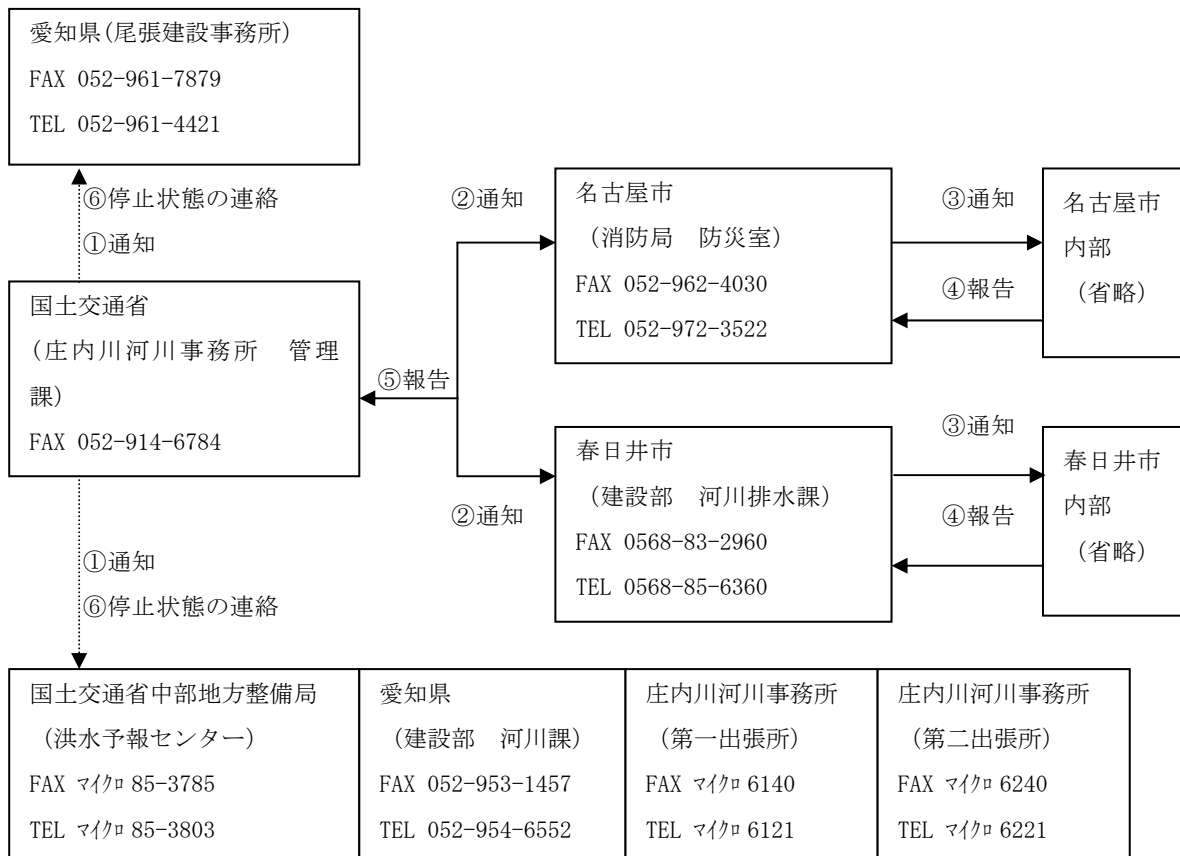 愛知県(尾張建設事務所)
FAX 052-961-7879
TEL 052-961-4421
⑥停止状態の連絡
①通知
国土交通省
(庄内川河川事務所　管理
課)
FAX 052-914-6784
⑤報告
②通知
名古屋市
(消防局　防災室)
FAX 052-962-4030
TEL 052-972-3522
③通知
④報告
名古屋市
内部
(省略)
②通知
春日井市
(建設部　河川排水課)
FAX 0568-83-2960
TEL 0568-85-6360
③通知
④報告
春日井市
内部
(省略)
①通知
⑥停止状態の連絡
国土交通省中部地方整備局
(洪水予報センター)
FAX ﾏｲｸﾛ 85-3785
TEL ﾏｲｸﾛ 85-3803
愛知県
(建設部　河川課)
FAX 052-953-1457
TEL 052-954-6552
庄内川河川事務所
(第一出張所)
FAX ﾏｲｸﾛ 6140
TEL ﾏｲｸﾛ 6121
庄内川河川事務所
(第二出張所)
FAX ﾏｲｸﾛ 6240
TEL ﾏｲｸﾛ 6221